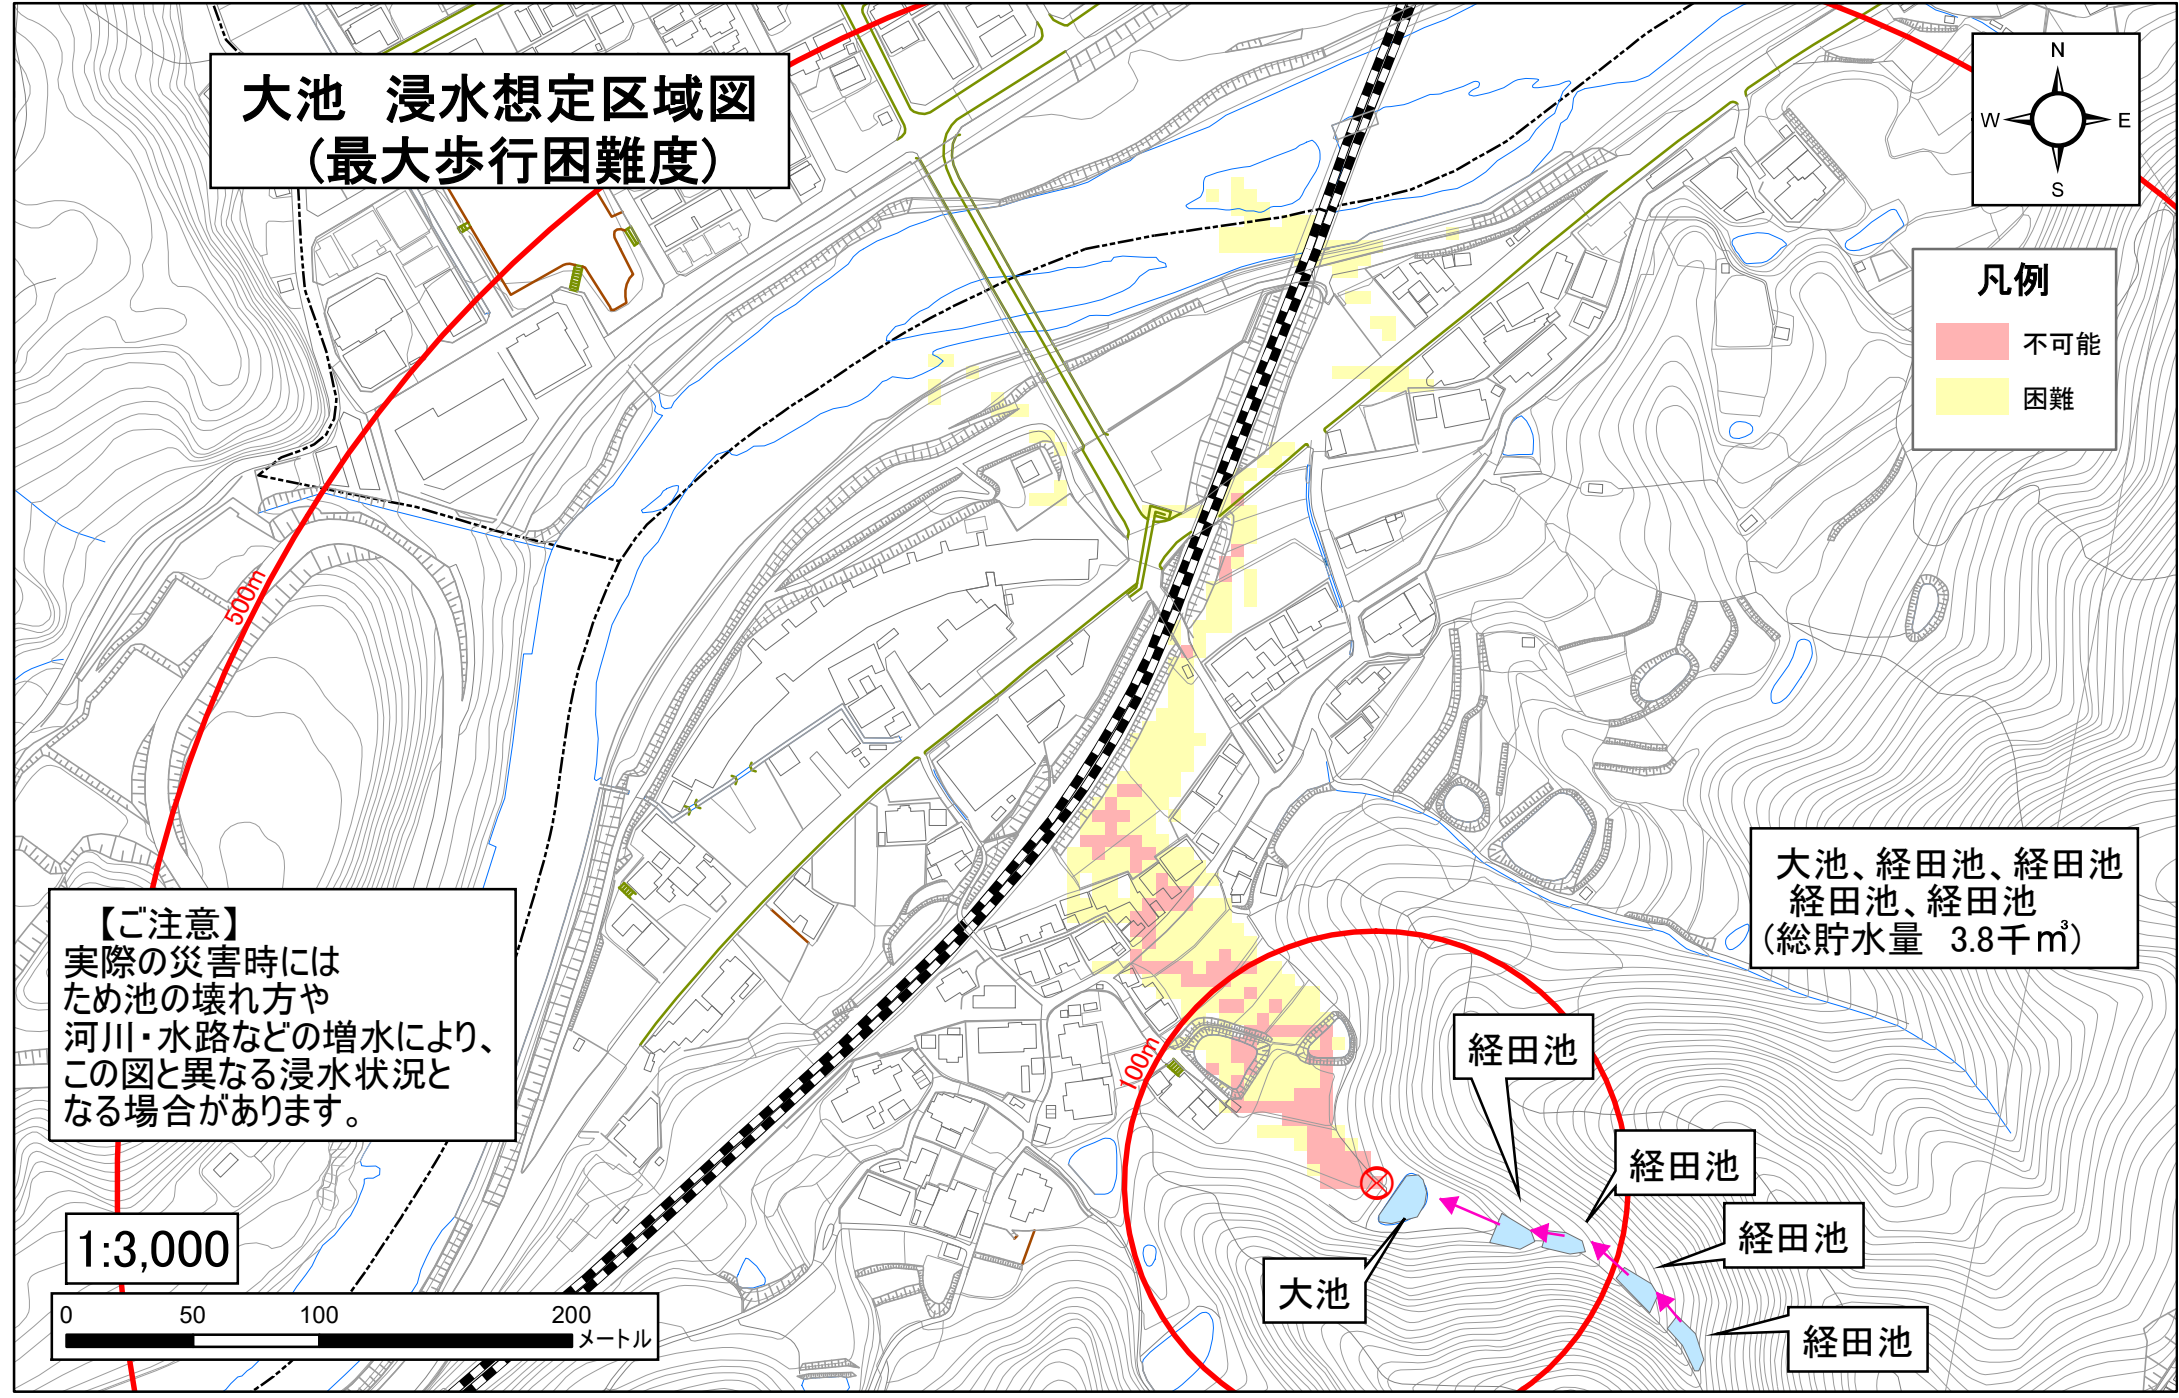 大池　浸水想定区域図
(最大歩行困難度)
N
W
E
S
凡例
不可能
困難
500m
大池、経田池、経田池
経田池、経田池
(総貯水量　3.8千㎥)
【ご注意】
実際の災害時には
ため池の壊れ方や
河川・水路などの増水により、
この図と異なる浸水状況と
なる場合があります。
100m
経田池
経田池
経田池
経田池
大池
1:3,000
0 50 100 200
メートル